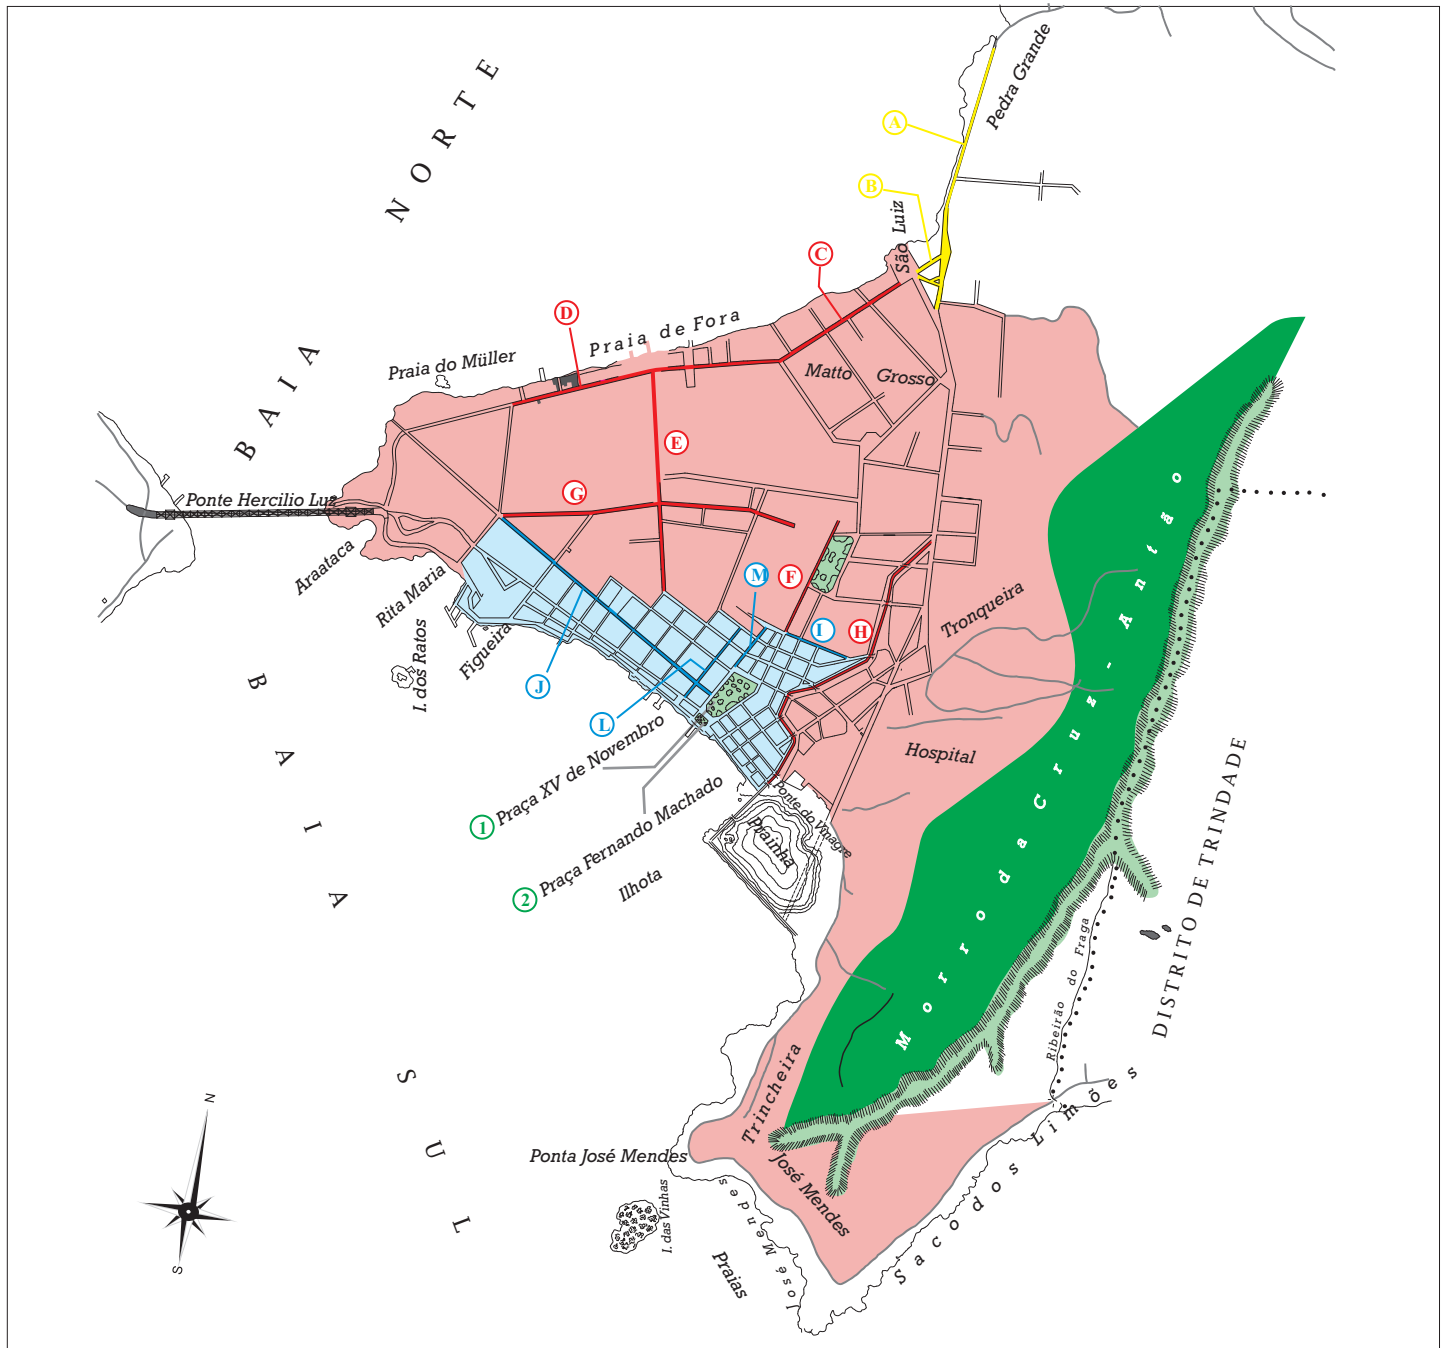 BAIA NORTE
Pedra Grande
A
B
São Luiz
C
D
Praia de Fora
Praia do Müller
Matto Grosso
E
G
Ponte Hercilio Luz
Araataca
Rita Maria
I. dos Ratos
Figueira
M
F
I
H
J
L
Tronqueira
Hospital
Morro da Cruz - Antão
1 Praça XV de Novembro
2 Praça Fernando Machado
Ilhota
Ponte do Vinagre
Prainha
BAIA SUL
DISTRITO DE TRINDADE
Ribeirão do Fraga
Trincheira
José Mendes
Ponta José Mendes
I. das Vinhas
Praias
José Mendes
Saco dos Limões
N
S